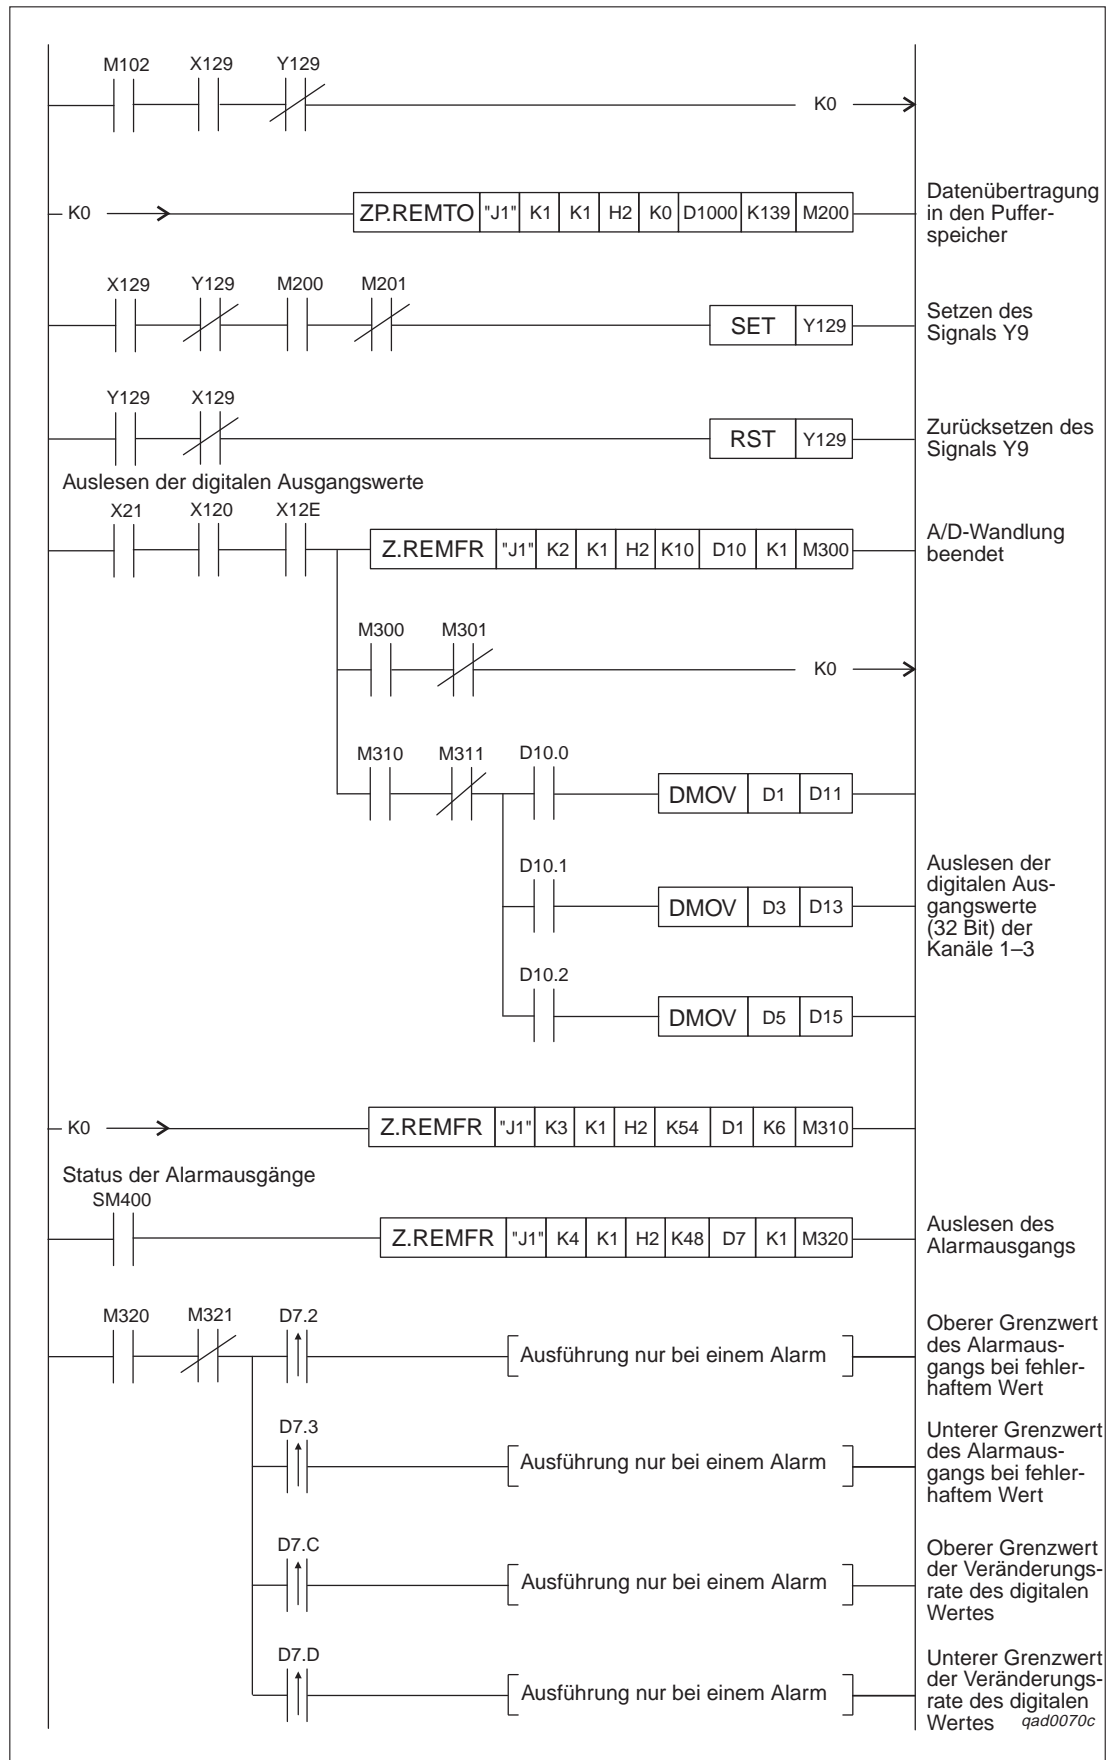 M102 X129 Y129
K0
K0 ZP.REMTO "J1" K1 K1 H2 K0 D1000 K139 M200
Datenübertragung
in den Puffer-
speicher
X129 Y129 M200 M201
SET Y129
Setzen des
Signals Y9
Y129 X129
RST Y129
Zurücksetzen des
Signals Y9
Auslesen der digitalen Ausgangswerte
X21 X120 X12E
Z.REMFR "J1" K2 K1 H2 K10 D10 K1 M300
A/D-Wandlung
beendet
M300 M301
K0
M310 M311 D10.0
DMOV D1 D11
D10.1
DMOV D3 D13
Auslesen der
digitalen Aus-
gangswerte
(32 Bit) der
Kanäle 1–3
D10.2
DMOV D5 D15
K0 Z.REMFR "J1" K3 K1 H2 K54 D1 K6 M310
Status der Alarmausgänge
SM400
Z.REMFR "J1" K4 K1 H2 K48 D7 K1 M320
Auslesen des
Alarmausgangs
M320 M321 D7.2
Ausführung nur bei einem Alarm
Oberer Grenzwert
des Alarmaus-
gangs bei fehler-
haftem Wert
D7.3
Ausführung nur bei einem Alarm
Unterer Grenzwert
des Alarmaus-
gangs bei fehler-
haftem Wert
D7.C
Ausführung nur bei einem Alarm
Oberer Grenzwert
der Veränderungs-
rate des digitalen
Wertes
D7.D
Ausführung nur bei einem Alarm
Unterer Grenzwert
der Veränderungs-
rate des digitalen
Wertes
qad0070c